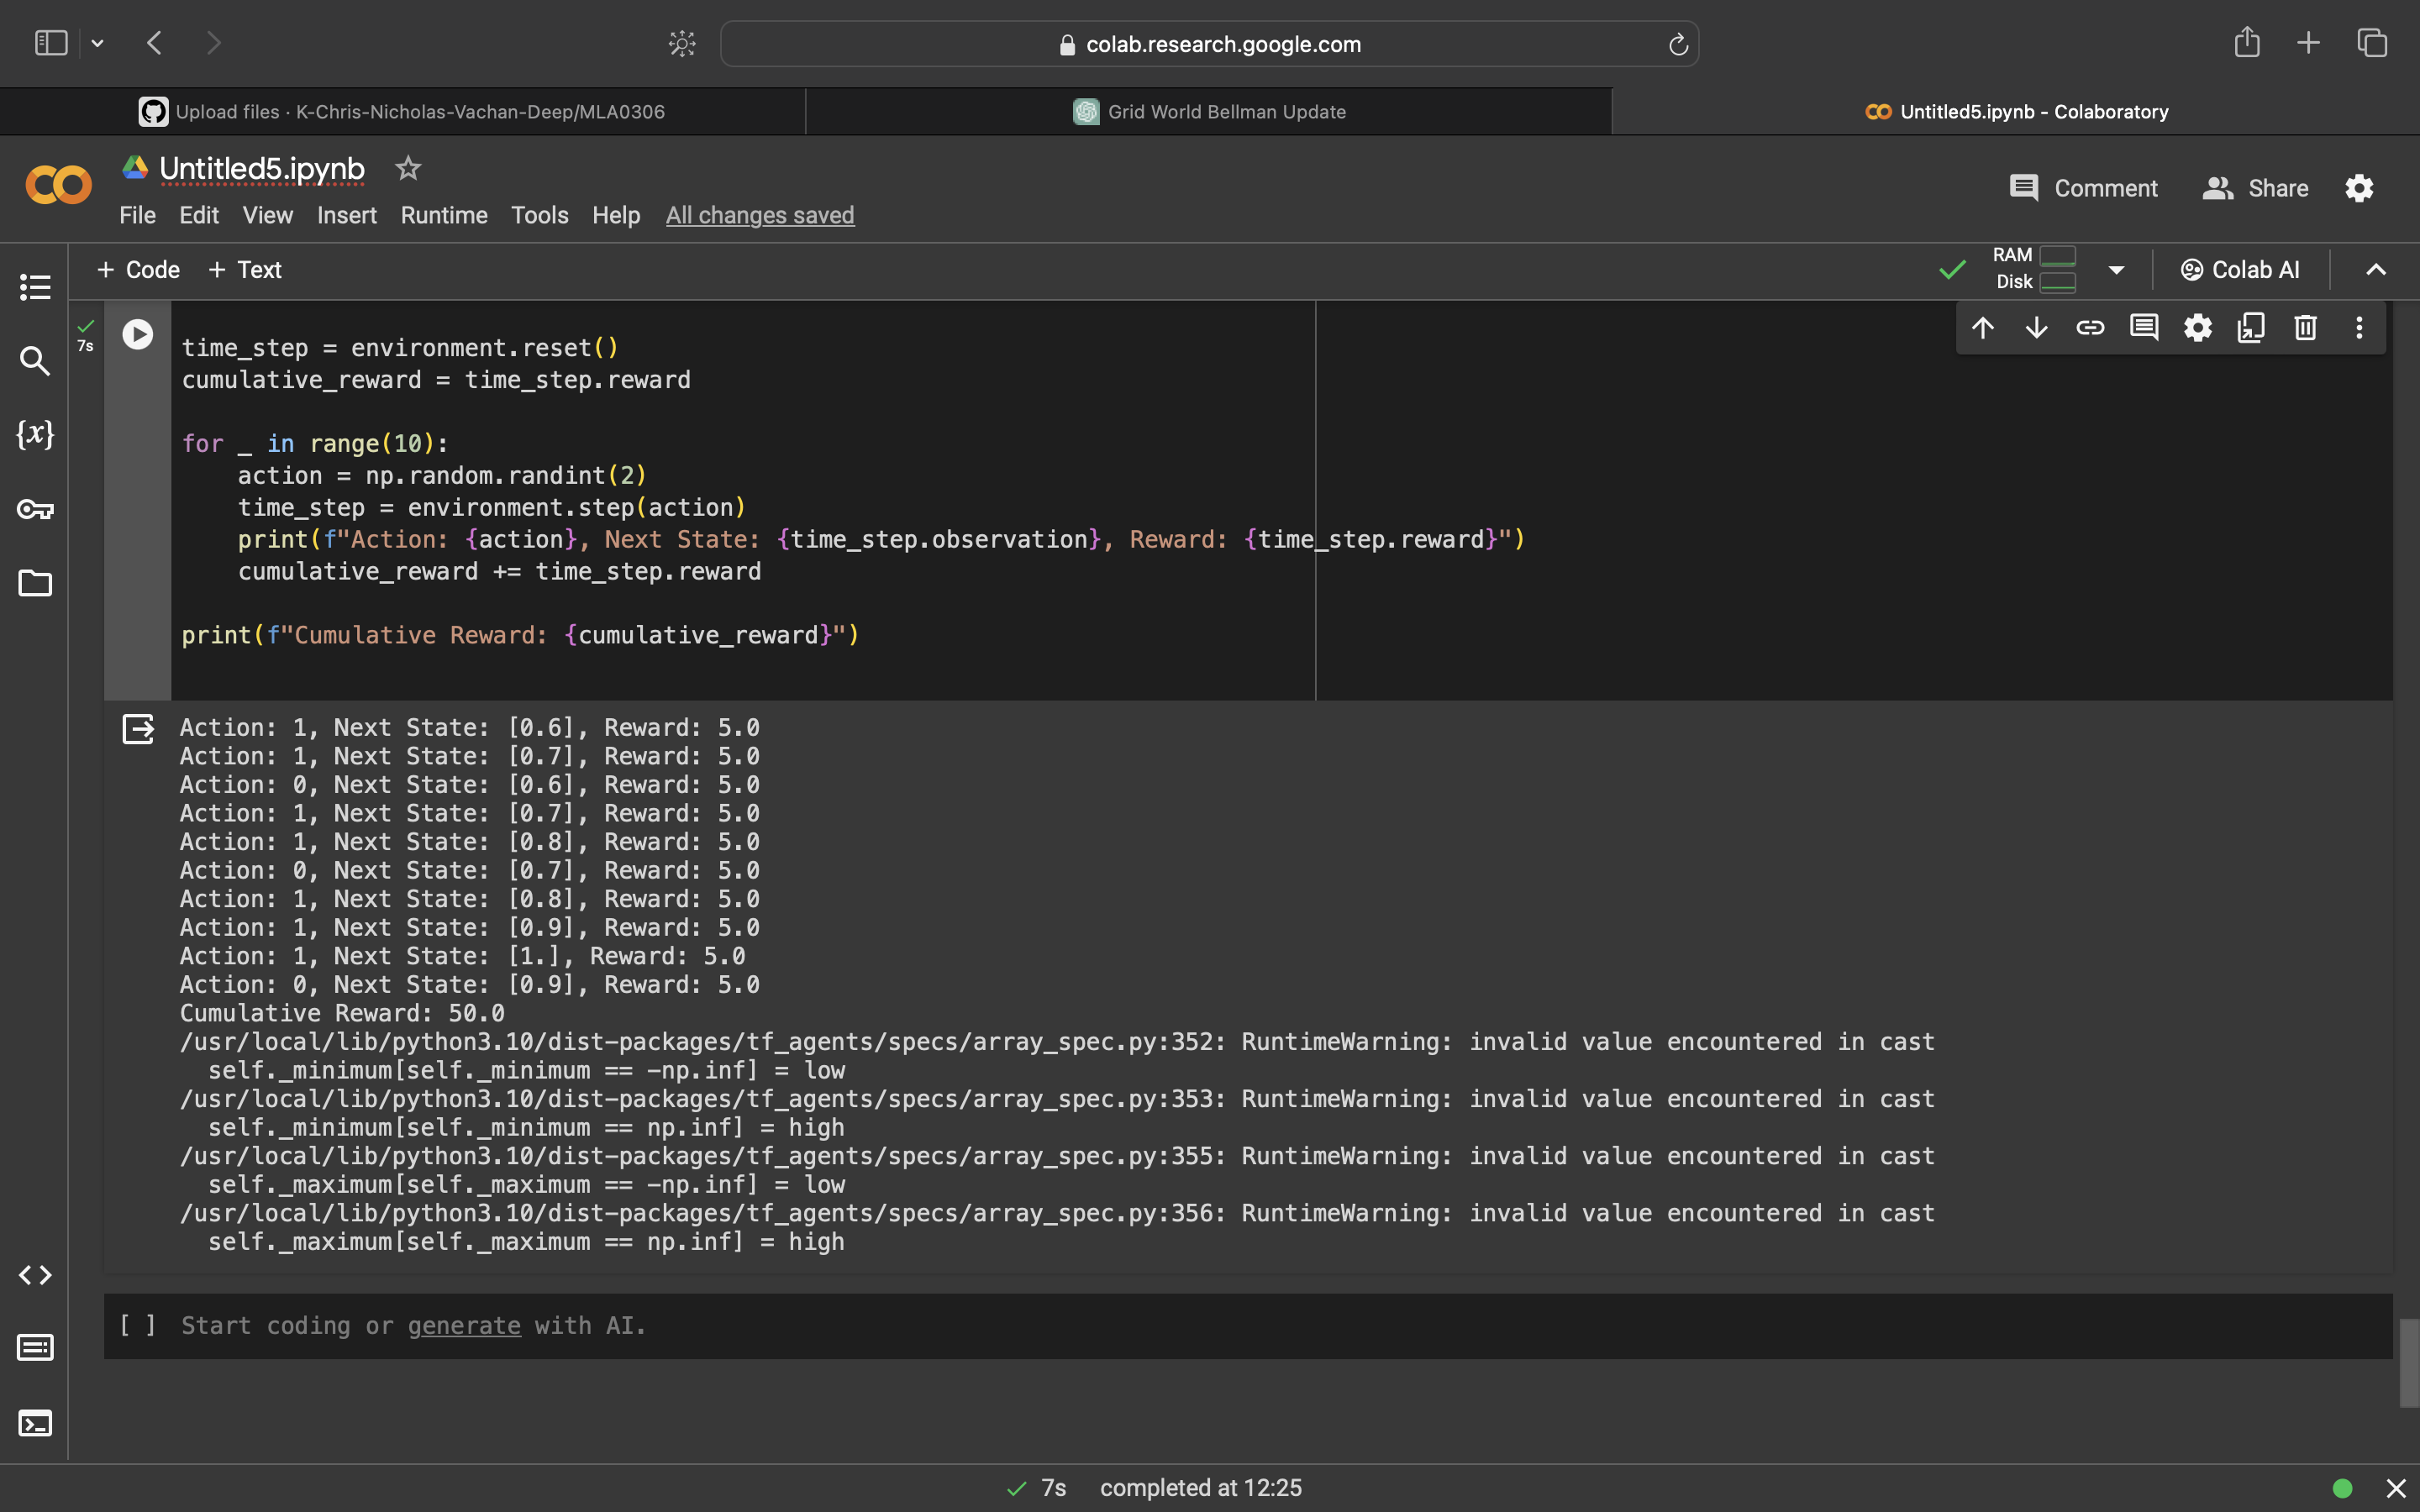 colab.research.google.com
Upload files · K-Chris-Nicholas-Vachan-Deep/MLA0306
Grid World Bellman Update
Untitled5.ipynb - Colaboratory
Untitled5.ipynb
Comment
Share
File Edit View Insert Runtime Tools Help All changes saved
+ Code + Text
RAM
Disk
Colab AI
7s
time_step = environment.reset()
cumulative_reward = time_step.reward
for _ in range(10):
    action = np.random.randint(2)
    time_step = environment.step(action)
    print(f"Action: {action}, Next State: {time_step.observation}, Reward: {time_step.reward}")
    cumulative_reward += time_step.reward
print(f"Cumulative Reward: {cumulative_reward}")
Action: 1, Next State: [0.6], Reward: 5.0
Action: 1, Next State: [0.7], Reward: 5.0
Action: 0, Next State: [0.6], Reward: 5.0
Action: 1, Next State: [0.7], Reward: 5.0
Action: 1, Next State: [0.8], Reward: 5.0
Action: 0, Next State: [0.7], Reward: 5.0
Action: 1, Next State: [0.8], Reward: 5.0
Action: 1, Next State: [0.9], Reward: 5.0
Action: 1, Next State: [1.], Reward: 5.0
Action: 0, Next State: [0.9], Reward: 5.0
Cumulative Reward: 50.0
/usr/local/lib/python3.10/dist-packages/tf_agents/specs/array_spec.py:352: RuntimeWarning: invalid value encountered in cast
  self._minimum[self._minimum == -np.inf] = low
/usr/local/lib/python3.10/dist-packages/tf_agents/specs/array_spec.py:353: RuntimeWarning: invalid value encountered in cast
  self._minimum[self._minimum == np.inf] = high
/usr/local/lib/python3.10/dist-packages/tf_agents/specs/array_spec.py:355: RuntimeWarning: invalid value encountered in cast
  self._maximum[self._maximum == -np.inf] = low
/usr/local/lib/python3.10/dist-packages/tf_agents/specs/array_spec.py:356: RuntimeWarning: invalid value encountered in cast
  self._maximum[self._maximum == np.inf] = high
[ ] Start coding or generate with AI.
7s completed at 12:25